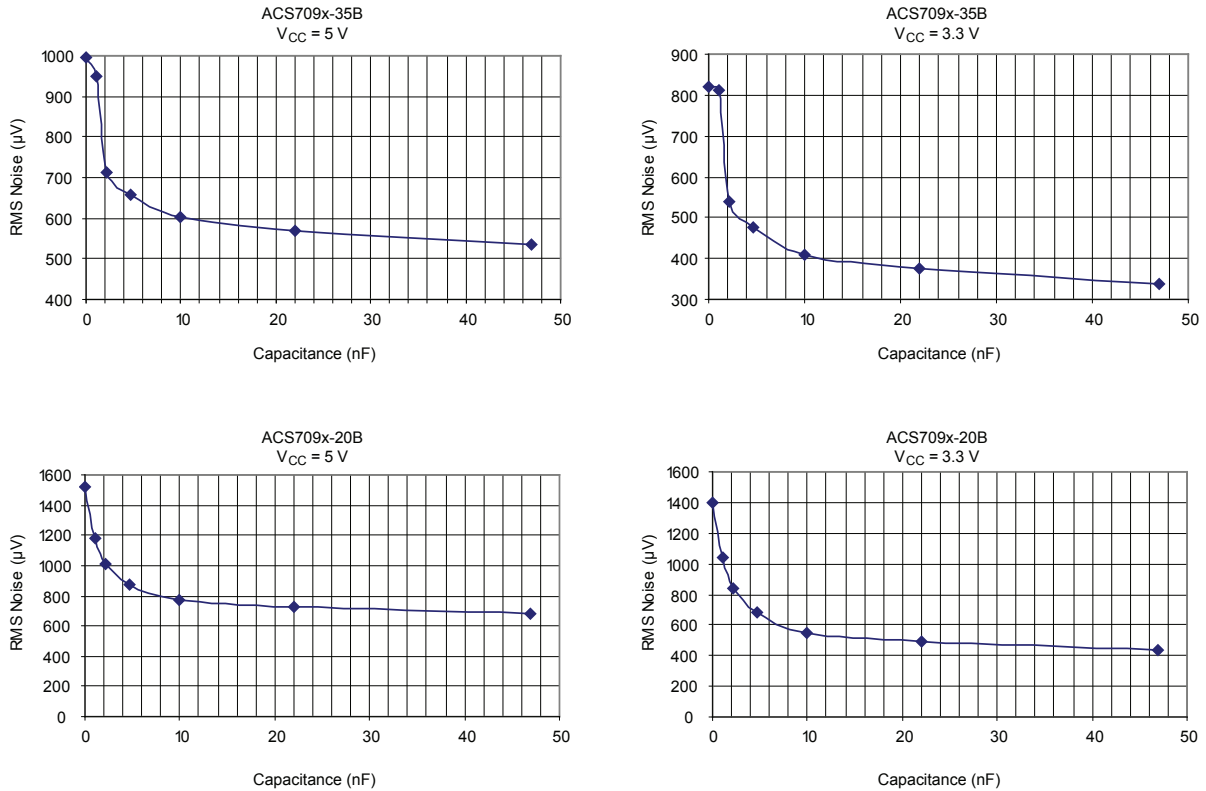 ACS709x-35B
VCC = 5 V
1000
900
800
700
600
500
400
RMS Noise (µV)
0 10 20 30 40 50
Capacitance (nF)
ACS709x-35B
VCC = 3.3 V
900
800
700
600
500
400
300
RMS Noise (µV)
0 10 20 30 40 50
Capacitance (nF)
ACS709x-20B
VCC = 5 V
1600
1400
1200
1000
800
600
400
200
0
RMS Noise (µV)
0 10 20 30 40 50
Capacitance (nF)
ACS709x-20B
VCC = 3.3 V
1600
1400
1200
1000
800
600
400
200
0
RMS Noise (µV)
0 10 20 30 40 50
Capacitance (nF)